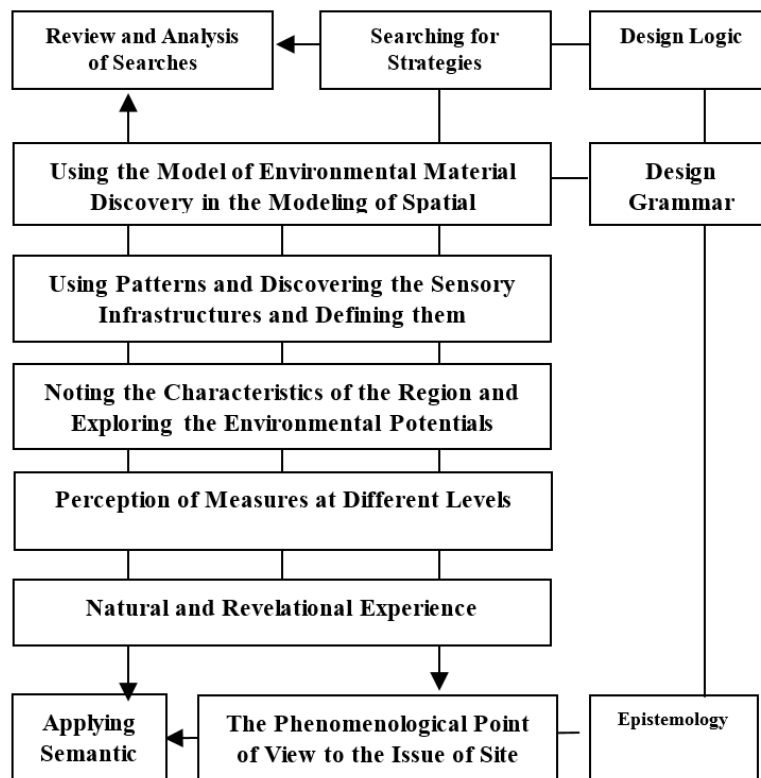 Review and Analysis
of Searches
Searching for
Strategies
Design Logic
Using the Model of Environmental Material
Discovery in the Modeling of Spatial
Design
Grammar
Using Patterns and Discovering the Sensory
Infrastructures and Defining them
Noting the Characteristics of the Region and
Exploring the Environmental Potentials
Perception of Measures at Different Levels
Natural and Revelational Experience
Applying
Semantic
The Phenomenological Point
of View to the Issue of Site
Epistemology